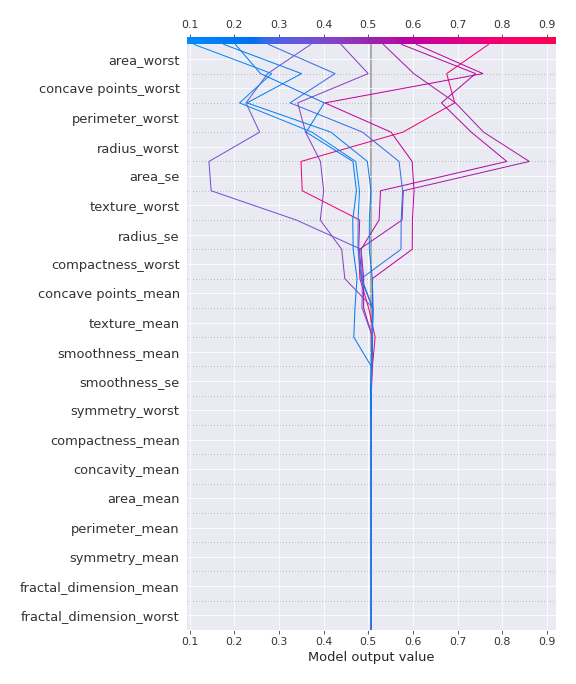 0.1 0.2 0.3 0.4 0.5 0.6 0.7 0.8 0.9
area_worst
concave points_worst
perimeter_worst
radius_worst
area_se
texture_worst
radius_se
compactness_worst
concave points_mean
texture_mean
smoothness_mean
smoothness_se
symmetry_worst
compactness_mean
concavity_mean
area_mean
perimeter_mean
symmetry_mean
fractal_dimension_mean
fractal_dimension_worst
0.1 0.2 0.3 0.4 0.5 0.6 0.7 0.8 0.9
Model output value